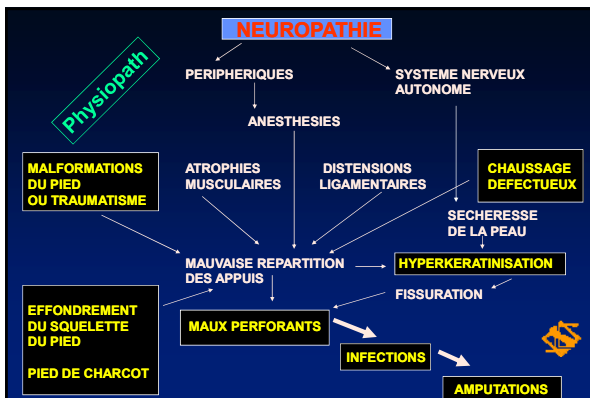 NEUROPATHIE
Physiopath
PERIPHERIQUES
SYSTEME NERVEUX
AUTONOME
ANESTHESIES
MALFORMATIONS
DU PIED
OU TRAUMATISME
ATROPHIES
MUSCULAIRES
DISTENSIONS
LIGAMENTAIRES
CHAUSSAGE
DEFECTUEUX
SECHERESSE
DE LA PEAU
MAUVAISE REPARTITION
DES APPUIS
HYPERKERATINISATION
FISSURATION
EFFONDREMENT
DU SQUELETTE
DU PIED
PIED DE CHARCOT
MAUX PERFORANTS
INFECTIONS
AMPUTATIONS